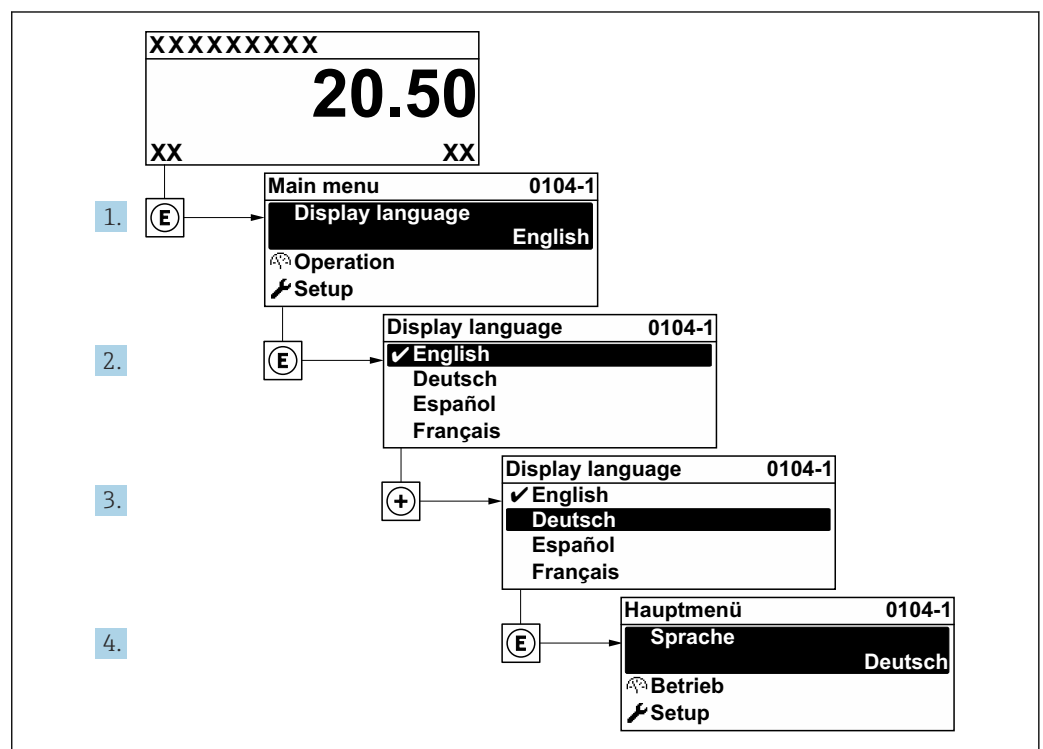 XXXXXXXXX
20.50
XX XX
1. E
Main menu 0104-1
Display language
English
Operation
Setup
2. E
Display language 0104-1
✔English
Deutsch
Español
Français
3. +
Display language 0104-1
✔English
Deutsch
Español
Français
4. E
Hauptmenü 0104-1
Sprache
Deutsch
Betrieb
Setup